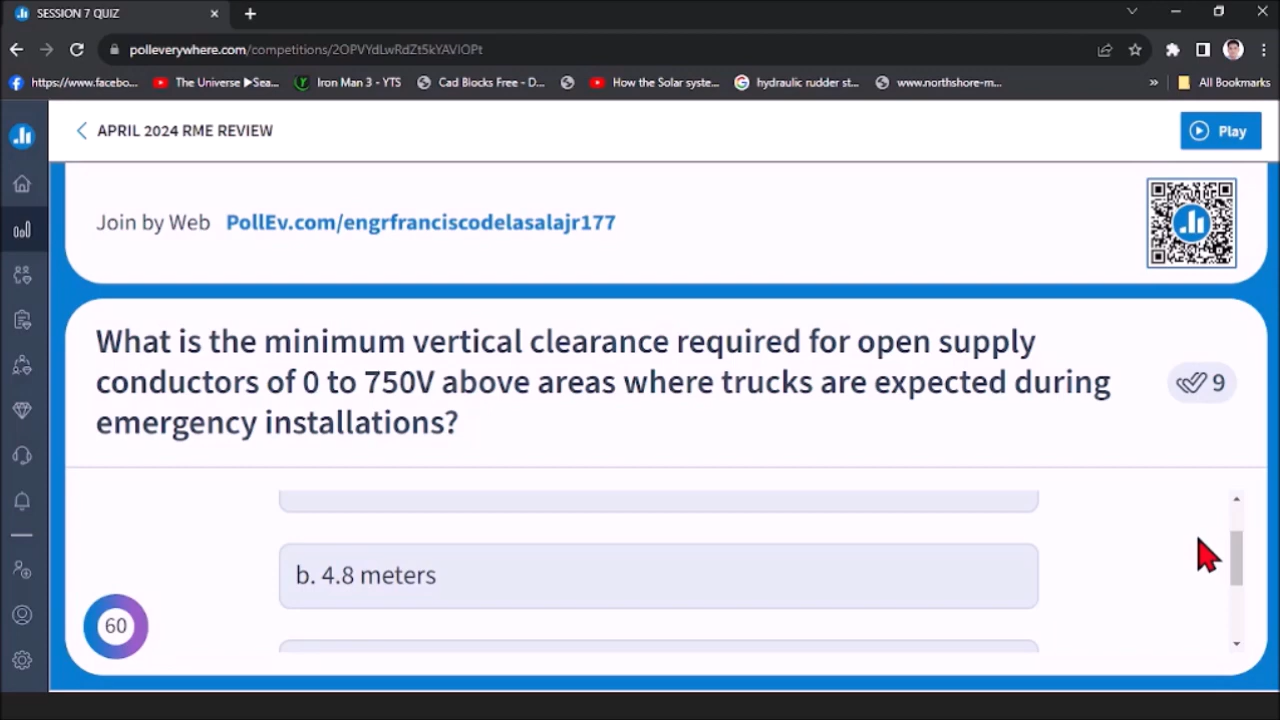 SESSION 7 QUIZ
polleverywhere.com/competitions/2OPVYdLwRdZt5kYAVIOPt
https://www.facebo... The Universe ▶Sea... Iron Man 3 - YTS Cad Blocks Free - D... How the Solar syste... hydraulic rudder st... www.northshore-m... » All Bookmarks
APRIL 2024 RME REVIEW
Play
Join by Web PollEv.com/engrfranciscodelasalajr177
What is the minimum vertical clearance required for open supply
conductors of 0 to 750V above areas where trucks are expected during
emergency installations?
9
b. 4.8 meters
60